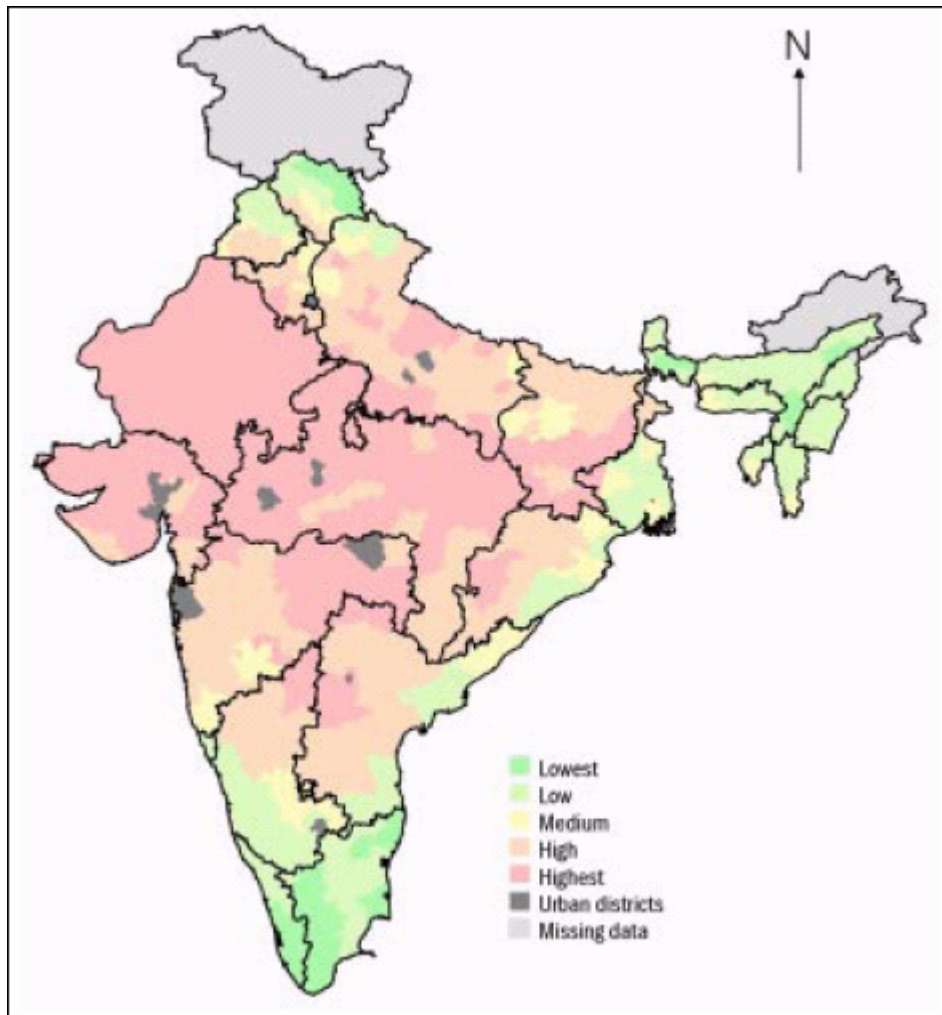 N
Lowest
Low
Medium
High
Highest
Urban districts
Missing data